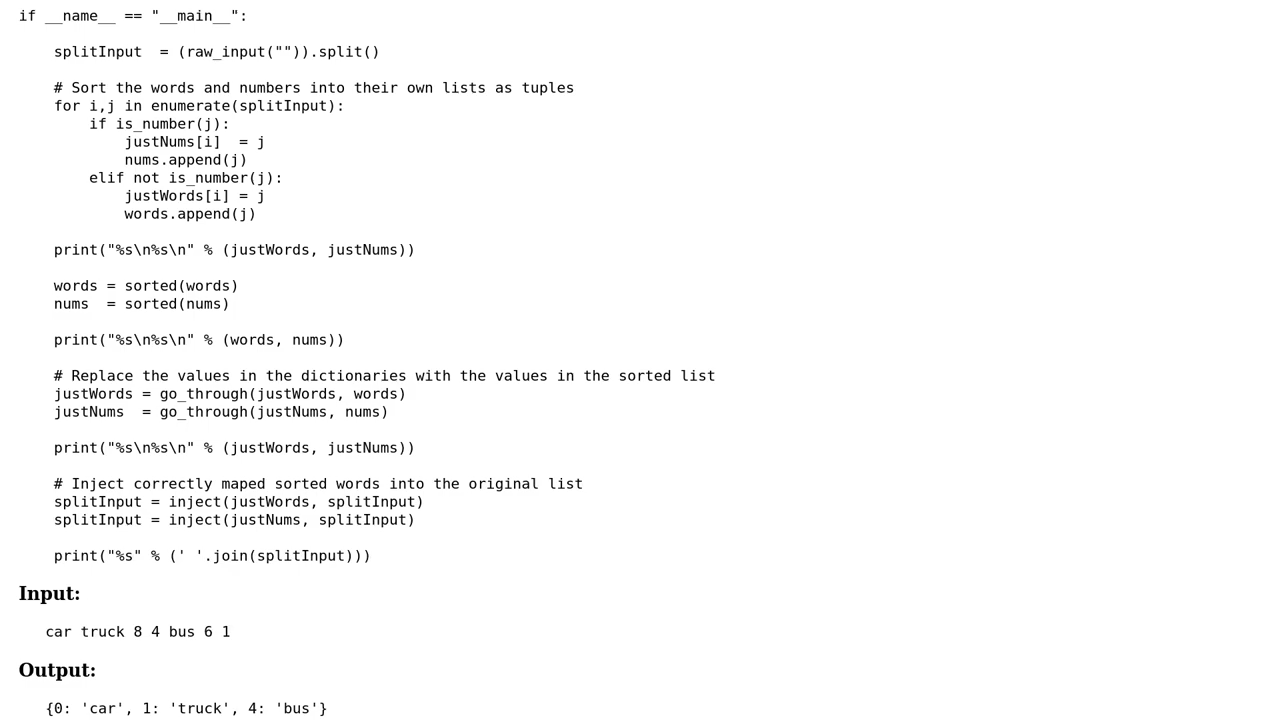 if __name__ == "__main__":
    splitInput  = (raw_input("")).split()
    # Sort the words and numbers into their own lists as tuples
    for i,j in enumerate(splitInput):
        if is_number(j):
            justNums[i]  = j
            nums.append(j)
        elif not is_number(j):
            justWords[i] = j
            words.append(j)
    print("%s\n%s\n" % (justWords, justNums))
    words = sorted(words)
    nums  = sorted(nums)
    print("%s\n%s\n" % (words, nums))
    # Replace the values in the dictionaries with the values in the sorted list
    justWords = go_through(justWords, words)
    justNums  = go_through(justNums, nums)
    print("%s\n%s\n" % (justWords, justNums))
    # Inject correctly maped sorted words into the original list
    splitInput = inject(justWords, splitInput)
    splitInput = inject(justNums, splitInput)
    print("%s" % (' '.join(splitInput)))
Input:
   car truck 8 4 bus 6 1
Output:
   {0: 'car', 1: 'truck', 4: 'bus'}